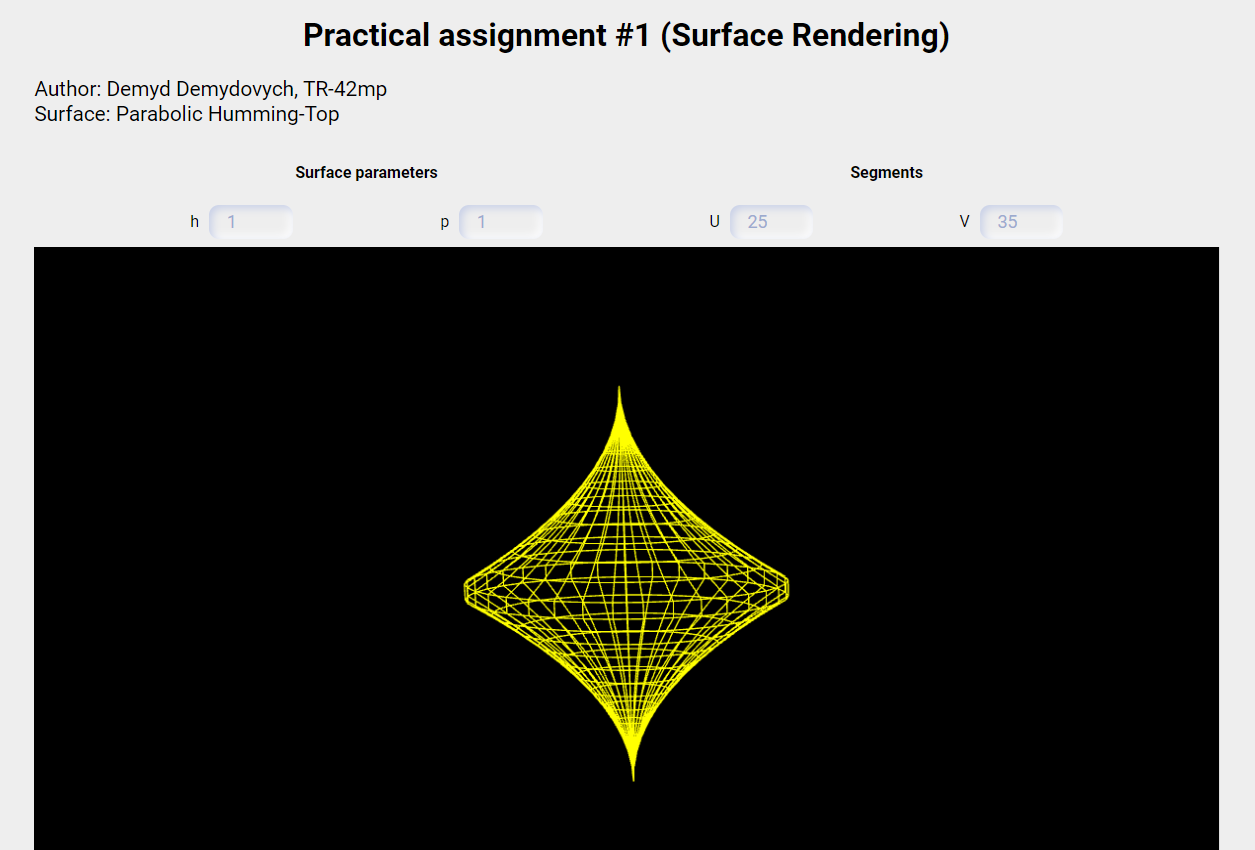 Practical assignment #1 (Surface Rendering)
Author: Demyd Demydovych, TR-42mp
Surface: Parabolic Humming-Top
Surface parameters
Segments
h 1 p 1 U 25 V 35